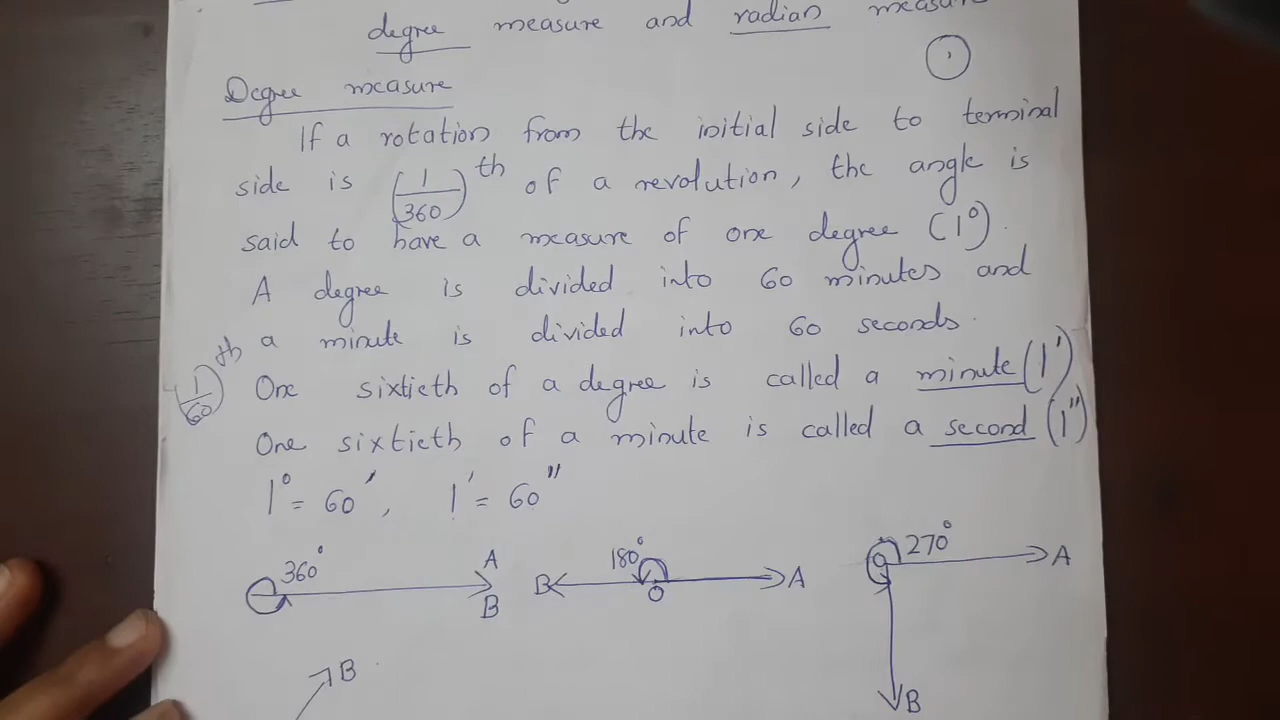 degree measure and radian measure
Degree measure
If a rotation from the initial side to terminal
side is (1/360)th of a revolution, the angle is
said to have a measure of one degree (1°).
A degree is divided into 60 minutes and
a minute is divided into 60 seconds.
(1/60)th One sixtieth of a degree is called a minute (1')
One sixtieth of a minute is called a second (1")
1° = 60', 1' = 60"
360° A B
B 180° O A
O 270° A
B
B